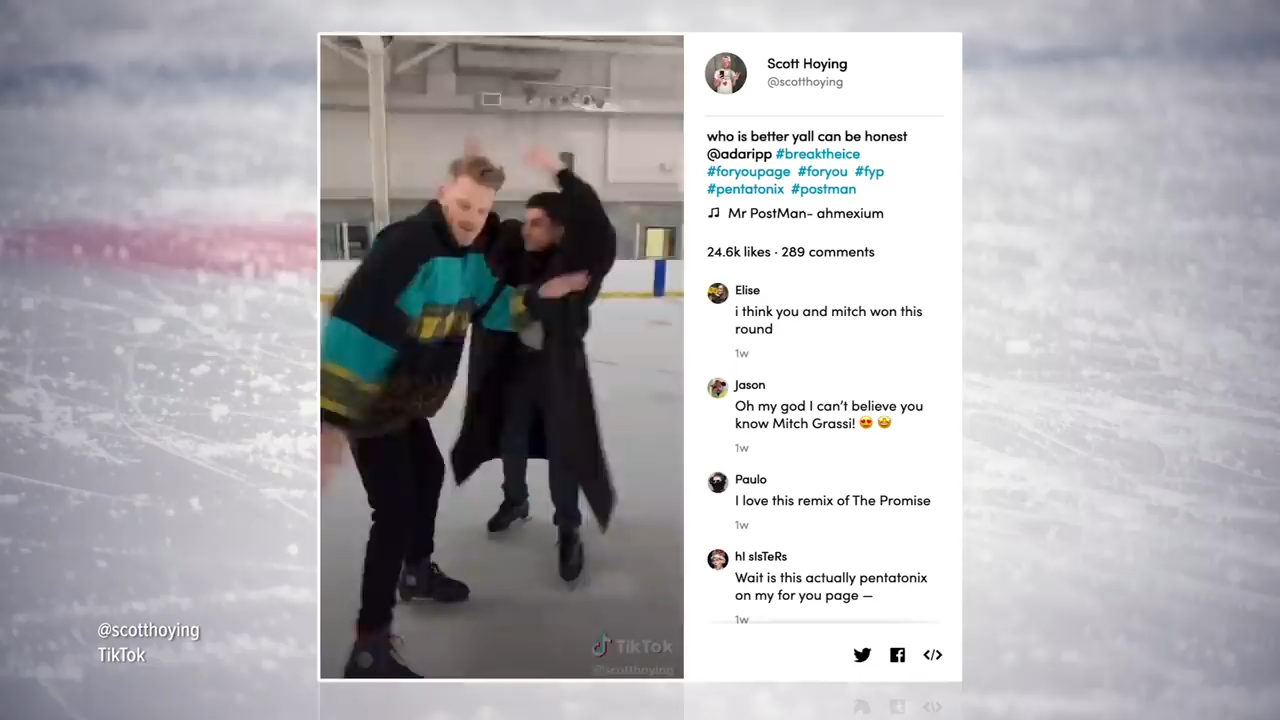 Scott Hoying
@scotthoying
who is better yall can be honest
@adaripp #breaktheice
#foryoupage #foryou #fyp
#pentatonix #postman
Mr PostMan- ahmexium
24.6k likes · 289 comments
Elise
i think you and mitch won this
round
1w
Jason
Oh my god I can't believe you
know Mitch Grassi! 😍 🤩
1w
Paulo
I love this remix of The Promise
1w
hI sIsTeRs
Wait is this actually pentatonix
on my for you page —
1w
TikTok
@scotthoying
@scotthoying
TikTok